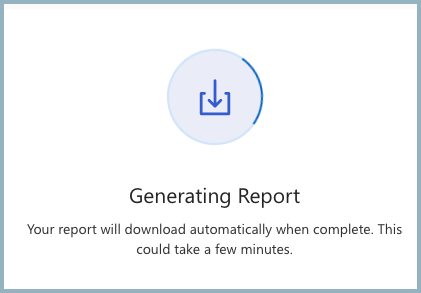 Generating Report
Your report will download automatically when complete. This
could take a few minutes.